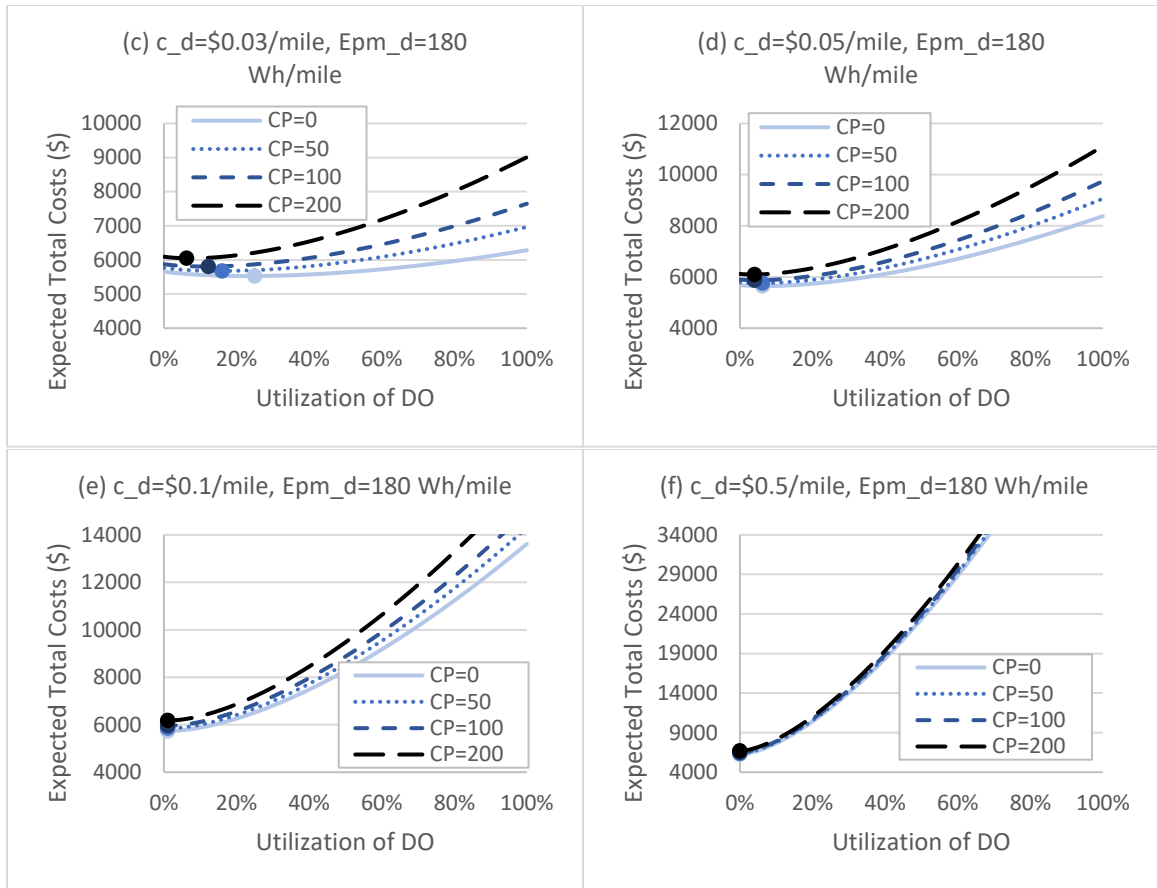 (c) c_d=$0.03/mile, Epm_d=180
Wh/mile
Expected Total Costs ($)
10000
9000
8000
7000
6000
5000
4000
CP=0
CP=50
CP=100
CP=200
0% 20% 40% 60% 80% 100%
Utilization of DO
(d) c_d=$0.05/mile, Epm_d=180
Wh/mile
Expected Total Costs ($)
12000
10000
8000
6000
4000
CP=0
CP=50
CP=100
CP=200
0% 20% 40% 60% 80% 100%
Utilization of DO
(e) c_d=$0.1/mile, Epm_d=180 Wh/mile
Expected Total Costs ($)
14000
12000
10000
8000
6000
4000
CP=0
CP=50
CP=100
CP=200
0% 20% 40% 60% 80% 100%
Utilization of DO
(f) c_d=$0.5/mile, Epm_d=180 Wh/mile
Expected Total Costs ($)
34000
29000
24000
19000
14000
9000
4000
CP=0
CP=50
CP=100
CP=200
0% 20% 40% 60% 80% 100%
Utilization of DO